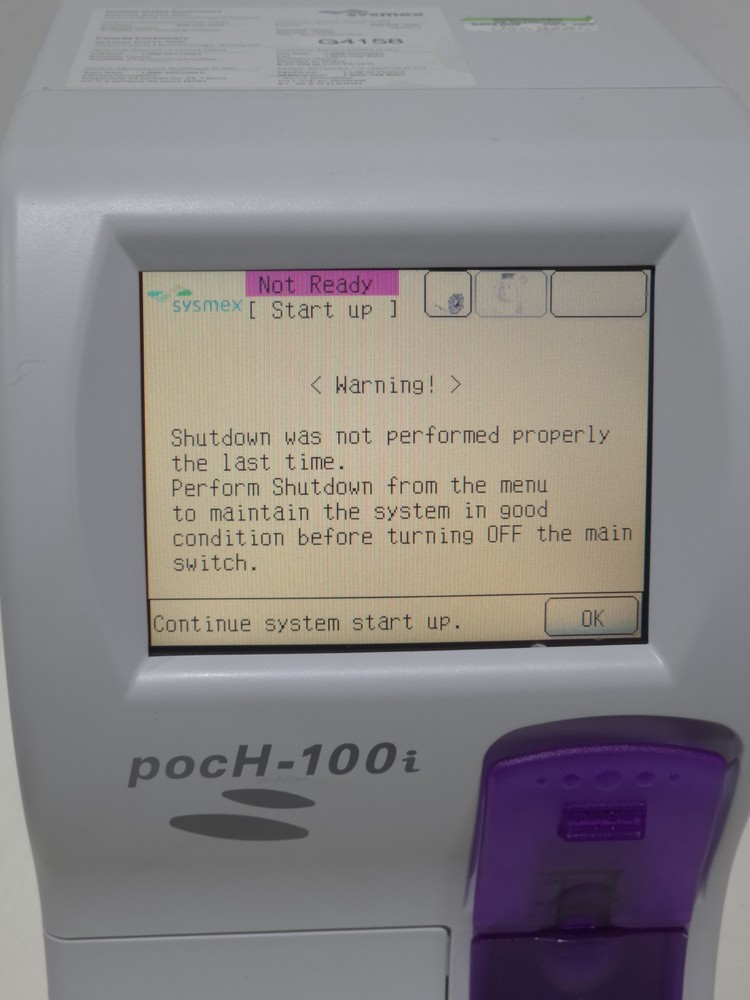 sysmex
G4158
Not Ready
sysmex
[ Start up ]
< Warning! >
Shutdown was not performed properly
the last time.
Perform Shutdown from the menu
to maintain the system in good
condition before turning OFF the main
switch.
Continue system start up.
OK
pocH-100i